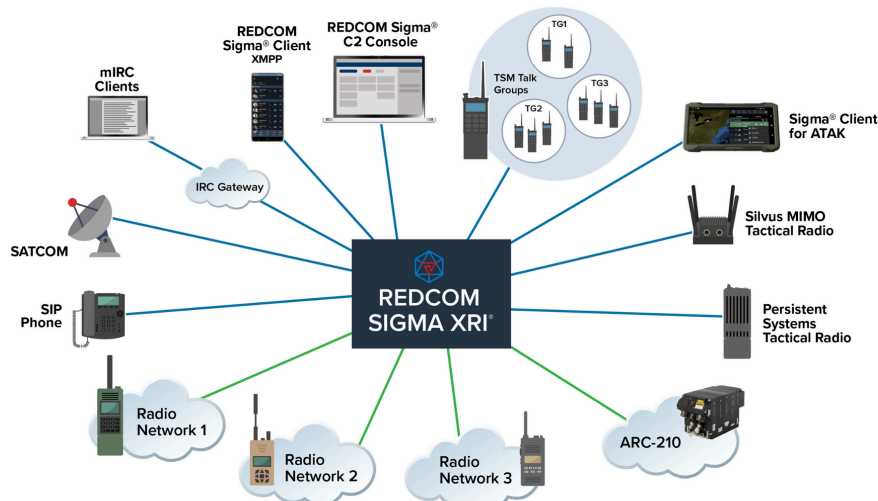 REDCOM
Sigma® Client
XMPP
REDCOM Sigma®
C2 Console
mIRC
Clients
TSM Talk
Groups
TG1
TG2
TG3
Sigma® Client
for ATAK
IRC Gateway
SATCOM
Silvus MIMO
Tactical Radio
REDCOM
SIGMA XRI®
SIP
Phone
Persistent
Systems
Tactical Radio
Radio
Network 1
Radio
Network 2
Radio
Network 3
ARC-210